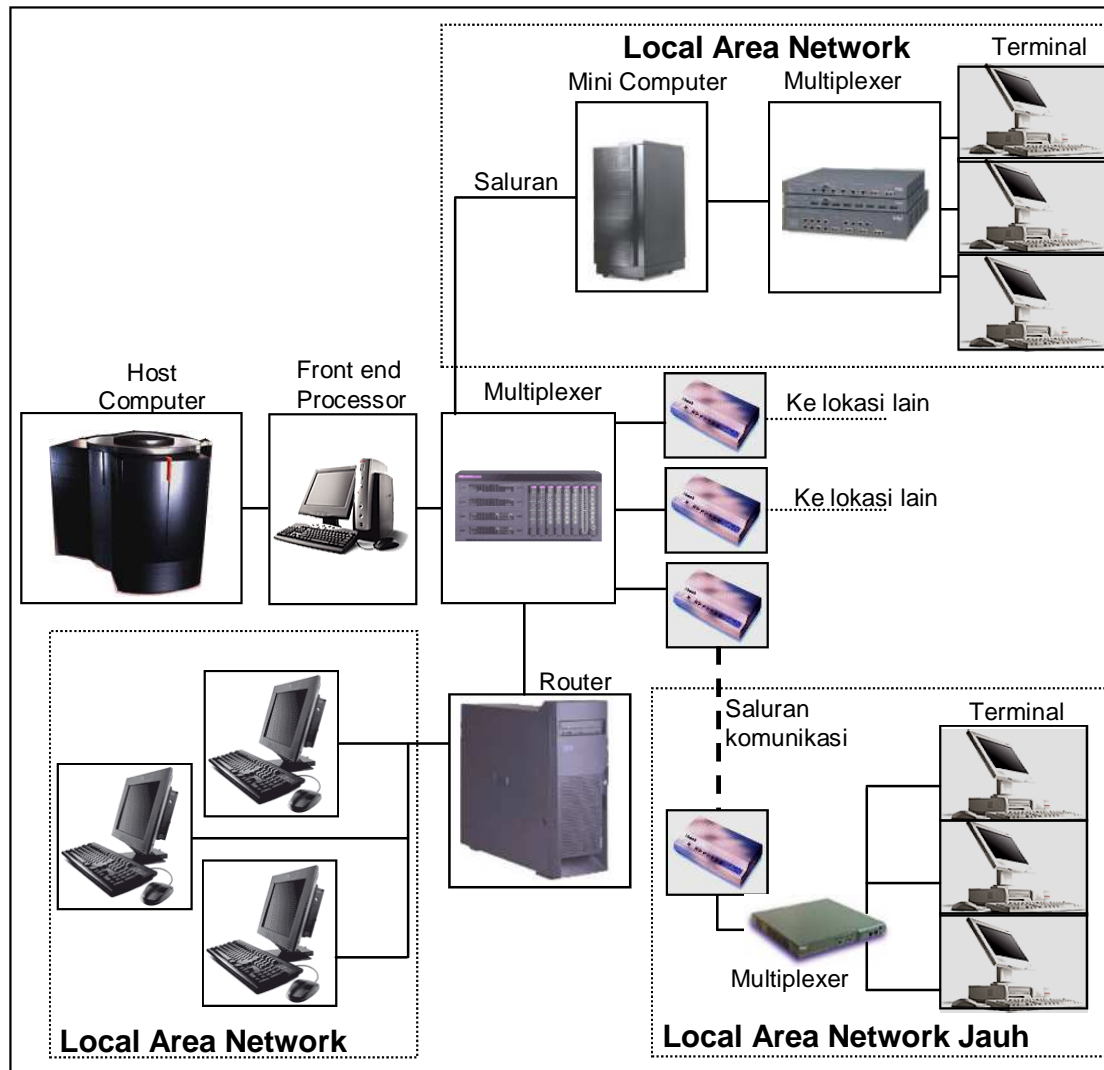 Local Area Network
Terminal
Mini Computer
Multiplexer
Saluran
Host
Computer
Front end
Processor
Multiplexer
Ke lokasi lain
Ke lokasi lain
Router
Saluran
komunikasi
Terminal
Multiplexer
Local Area Network
Local Area Network Jauh